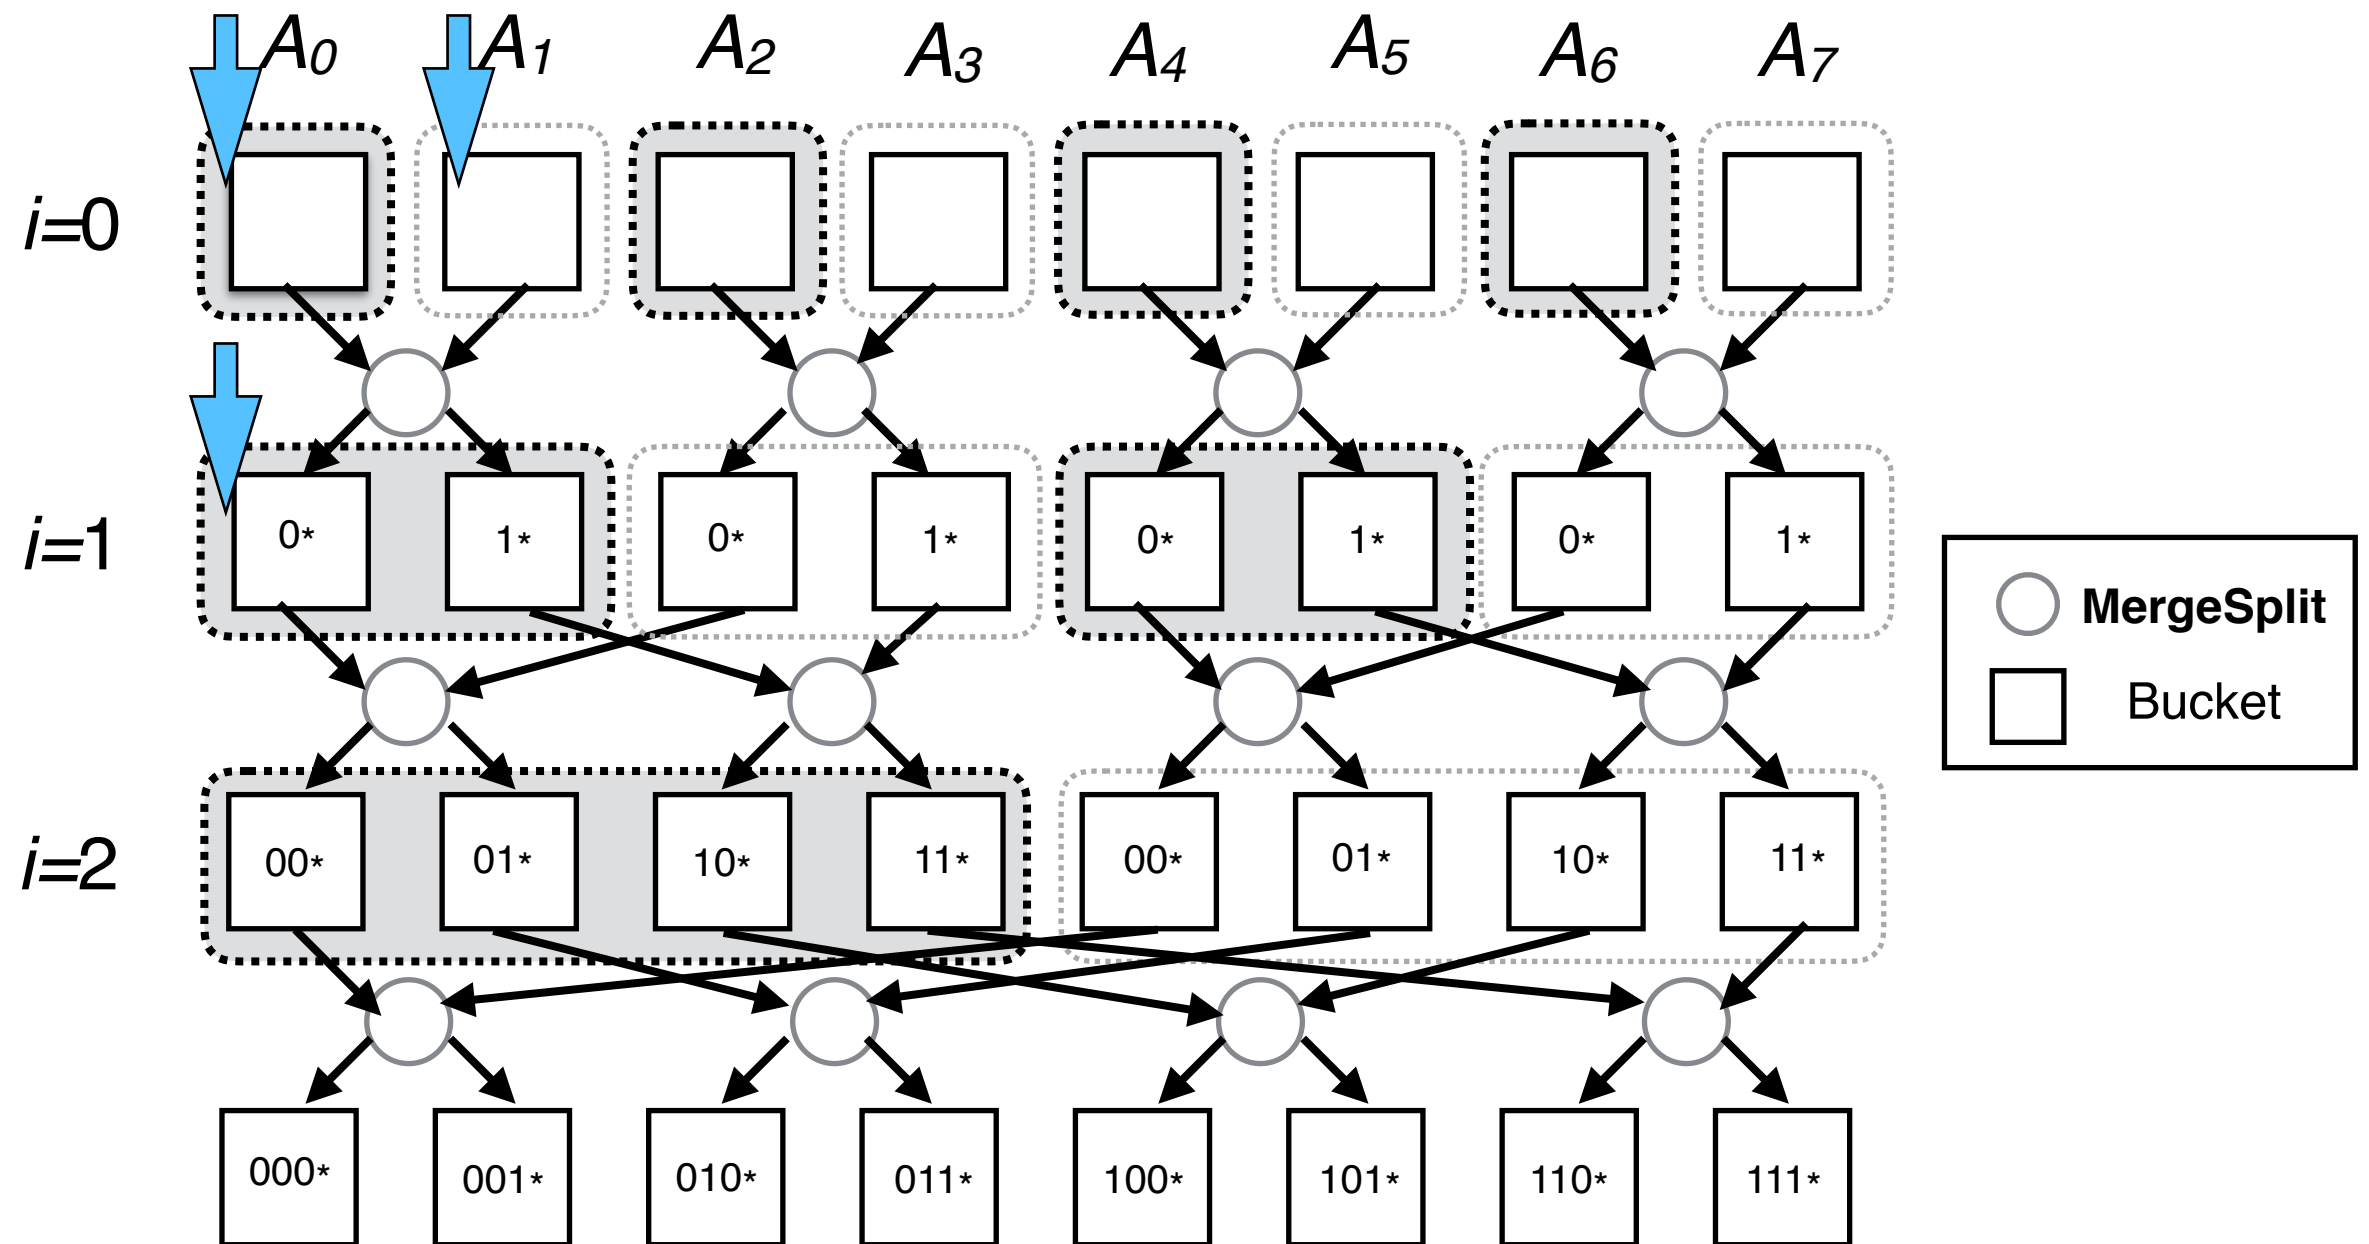 A0 A1 A2 A3 A4 A5 A6 A7
i=0
i=1
0* 1* 0* 1* 0* 1* 0* 1*
MergeSplit
Bucket
i=2
00* 01* 10* 11* 00* 01* 10* 11*
000* 001* 010* 011* 100* 101* 110* 111*